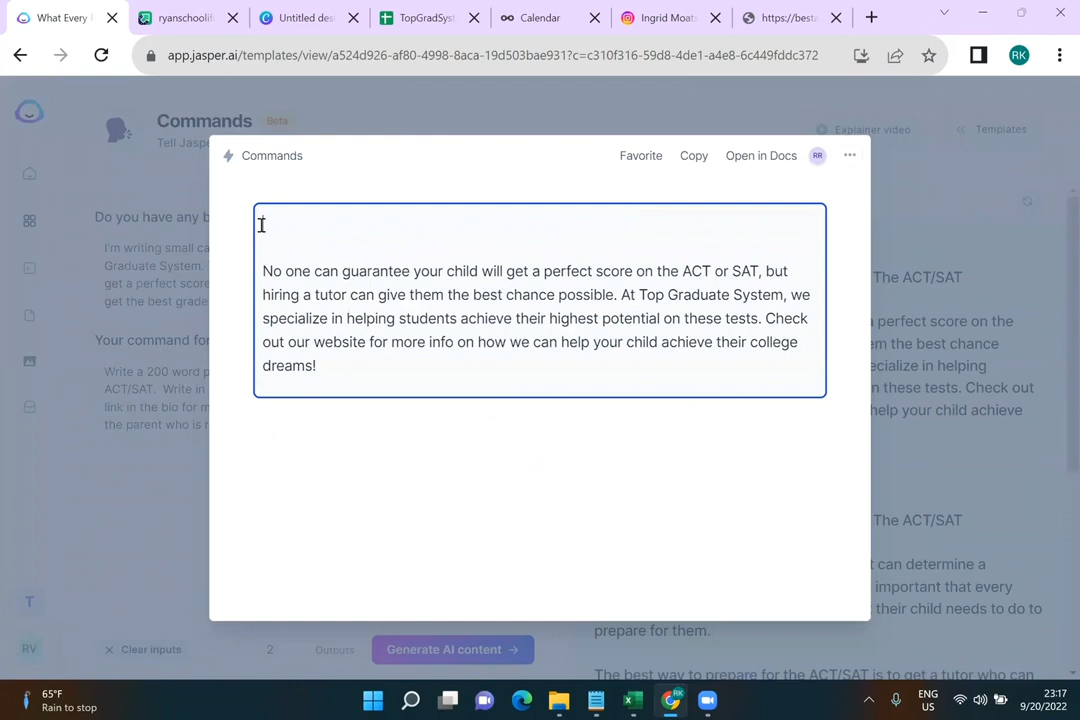 What Every
ryanschoolif
Untitled des
TopGradSyst
Calendar
Ingrid Moats
https://besta
app.jasper.ai/templates/view/a524d926-af80-4998-8aca-19d503bae931?c=c310f316-59d8-4de1-a4e8-6c449fddc372
RK
Commands
Beta
Tell Jaspe
Explainer video
Templates
Commands
Favorite
Copy
Open in Docs
RR
Do you have any b
I'm writing small ca
Graduate System.
get a perfect score
get the best grade
Your command for
Write a 200 word p
ACT/SAT. Write in
link in the bio for m
the parent who is r
No one can guarantee your child will get a perfect score on the ACT or SAT, but
hiring a tutor can give them the best chance possible. At Top Graduate System, we
specialize in helping students achieve their highest potential on these tests. Check
out our website for more info on how we can help your child achieve their college
dreams!
The ACT/SAT
a perfect score on the
em the best chance
ecialize in helping
n these tests. Check out
help your child achieve
The ACT/SAT
t can determine a
important that every
their child needs to do to
prepare for them.
The best way to prepare for the ACT/SAT is to get a tutor who can
T
RV
Clear inputs
2
Outputs
Generate AI content
65°F
Rain to stop
RK
ENG
US
23:17
9/20/2022